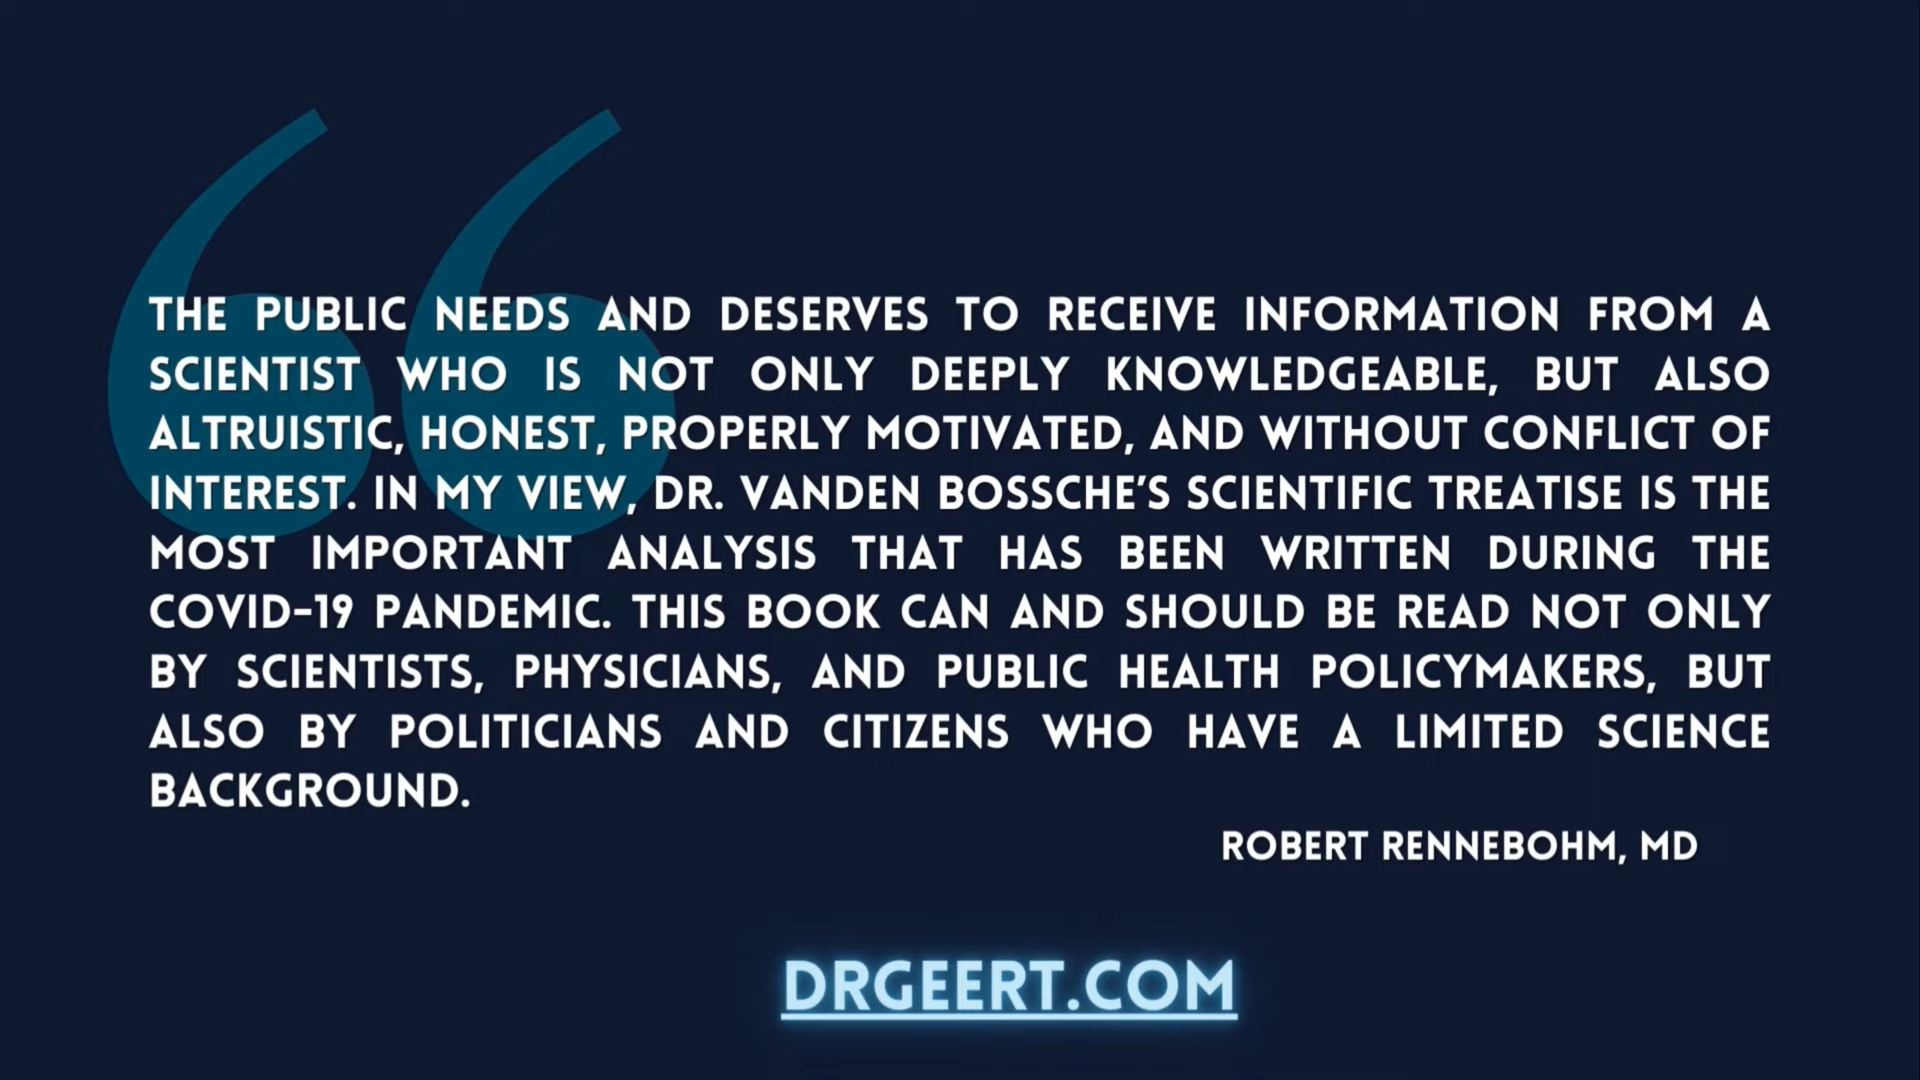 THE PUBLIC NEEDS AND DESERVES TO RECEIVE INFORMATION FROM A
SCIENTIST WHO IS NOT ONLY DEEPLY KNOWLEDGEABLE, BUT ALSO
ALTRUISTIC, HONEST, PROPERLY MOTIVATED, AND WITHOUT CONFLICT OF
INTEREST. IN MY VIEW, DR. VANDEN BOSSCHE’S SCIENTIFIC TREATISE IS THE
MOST IMPORTANT ANALYSIS THAT HAS BEEN WRITTEN DURING THE
COVID-19 PANDEMIC. THIS BOOK CAN AND SHOULD BE READ NOT ONLY
BY SCIENTISTS, PHYSICIANS, AND PUBLIC HEALTH POLICYMAKERS, BUT
ALSO BY POLITICIANS AND CITIZENS WHO HAVE A LIMITED SCIENCE
BACKGROUND.
ROBERT RENNEBOHM, MD
DRGEERT.COM